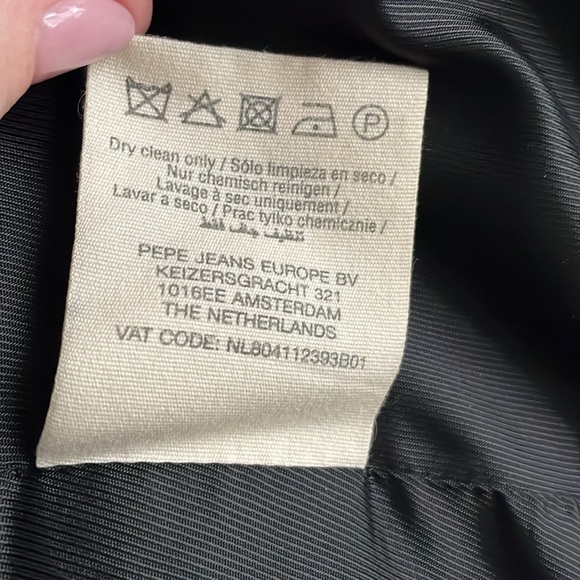 P
Dry clean only / Sólo limpieza en seco /
Nur chemisch reinigen /
Lavage à sec uniquement /
Lavar a seco / Prac tylko chemicznie /
تنظيف جاف فقط
PEPE JEANS EUROPE BV
KEIZERSGRACHT 321
1016EE AMSTERDAM
THE NETHERLANDS
VAT CODE: NL804112393B01